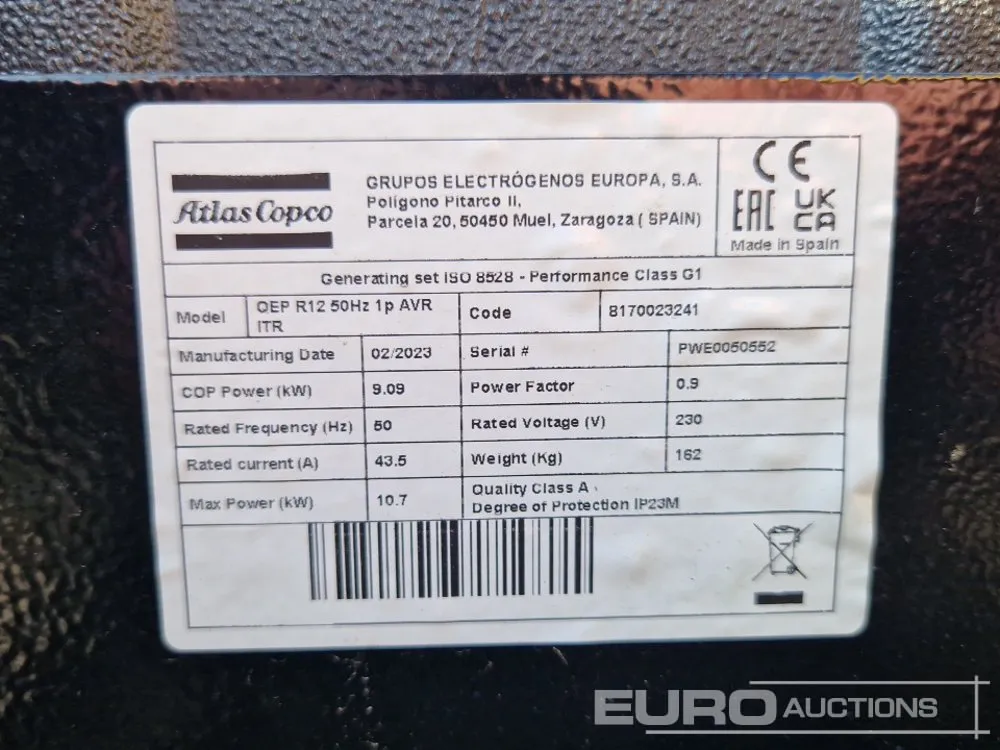 Atlas Copco
GRUPOS ELECTRÓGENOS EUROPA, S.A.
Polígono Pitarco II,
Parcela 20, 50450 Muel, Zaragoza ( SPAIN)
CE
EAC UK
CA
Made in Spain
Generating set ISO 8528 - Performance Class G1
Model QEP R12 50Hz 1p AVR
ITR
Code 8170023241
Manufacturing Date 02/2023 Serial # PWE0050552
COP Power (kW) 9.09 Power Factor 0.9
Rated Frequency (Hz) 50 Rated Voltage (V) 230
Rated current (A) 43.5 Weight (Kg) 162
Max Power (kW) 10.7 Quality Class A
Degree of Protection IP23M
EURO AUCTIONS